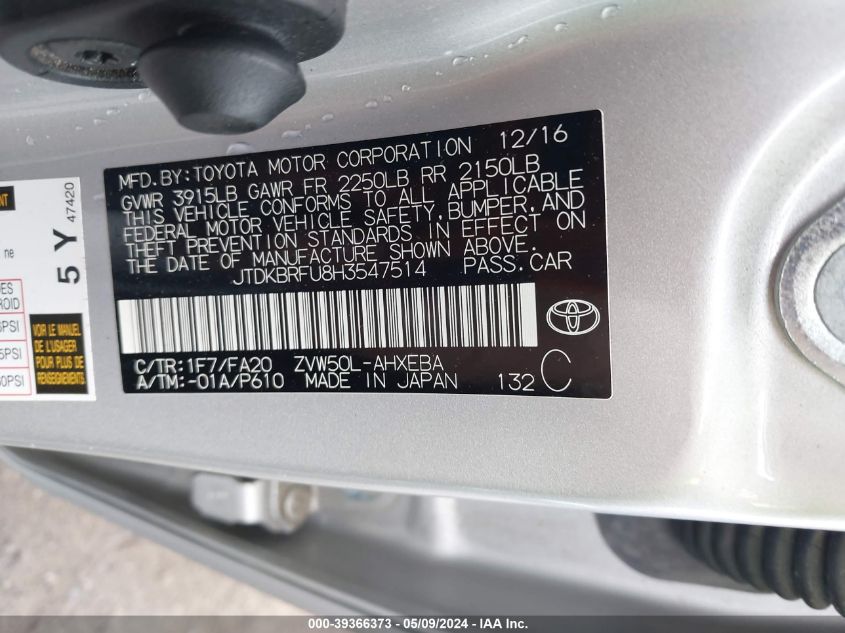 12/16
MFD.BY:TOYOTA MOTOR CORPORATION
GVWR 3915LB GAWR FR 2250LB RR 2150LB
THIS VEHICLE CONFORMS TO ALL APPLICABLE
FEDERAL MOTOR VEHICLE SAFETY,BUMPER,AND
THEFT PREVENTION STANDARDS IN EFFECT ON
THE DATE OF MANUFACTURE SHOWN ABOVE.
JTDKBRFU8H3547514 PASS.CAR
C/TR:1F7/FA20 ZVW50L-AHXEBA
A/TM:-01A/P610 MADE IN JAPAN 132 C
5 Y
47420
ne
VOIR LE MANUEL
DE L'USAGER
POUR PLUS DE
RENSEIGNEMENTS
IMAGE ID - 000-39366373 - 05/09/2024 - IAA, Inc.